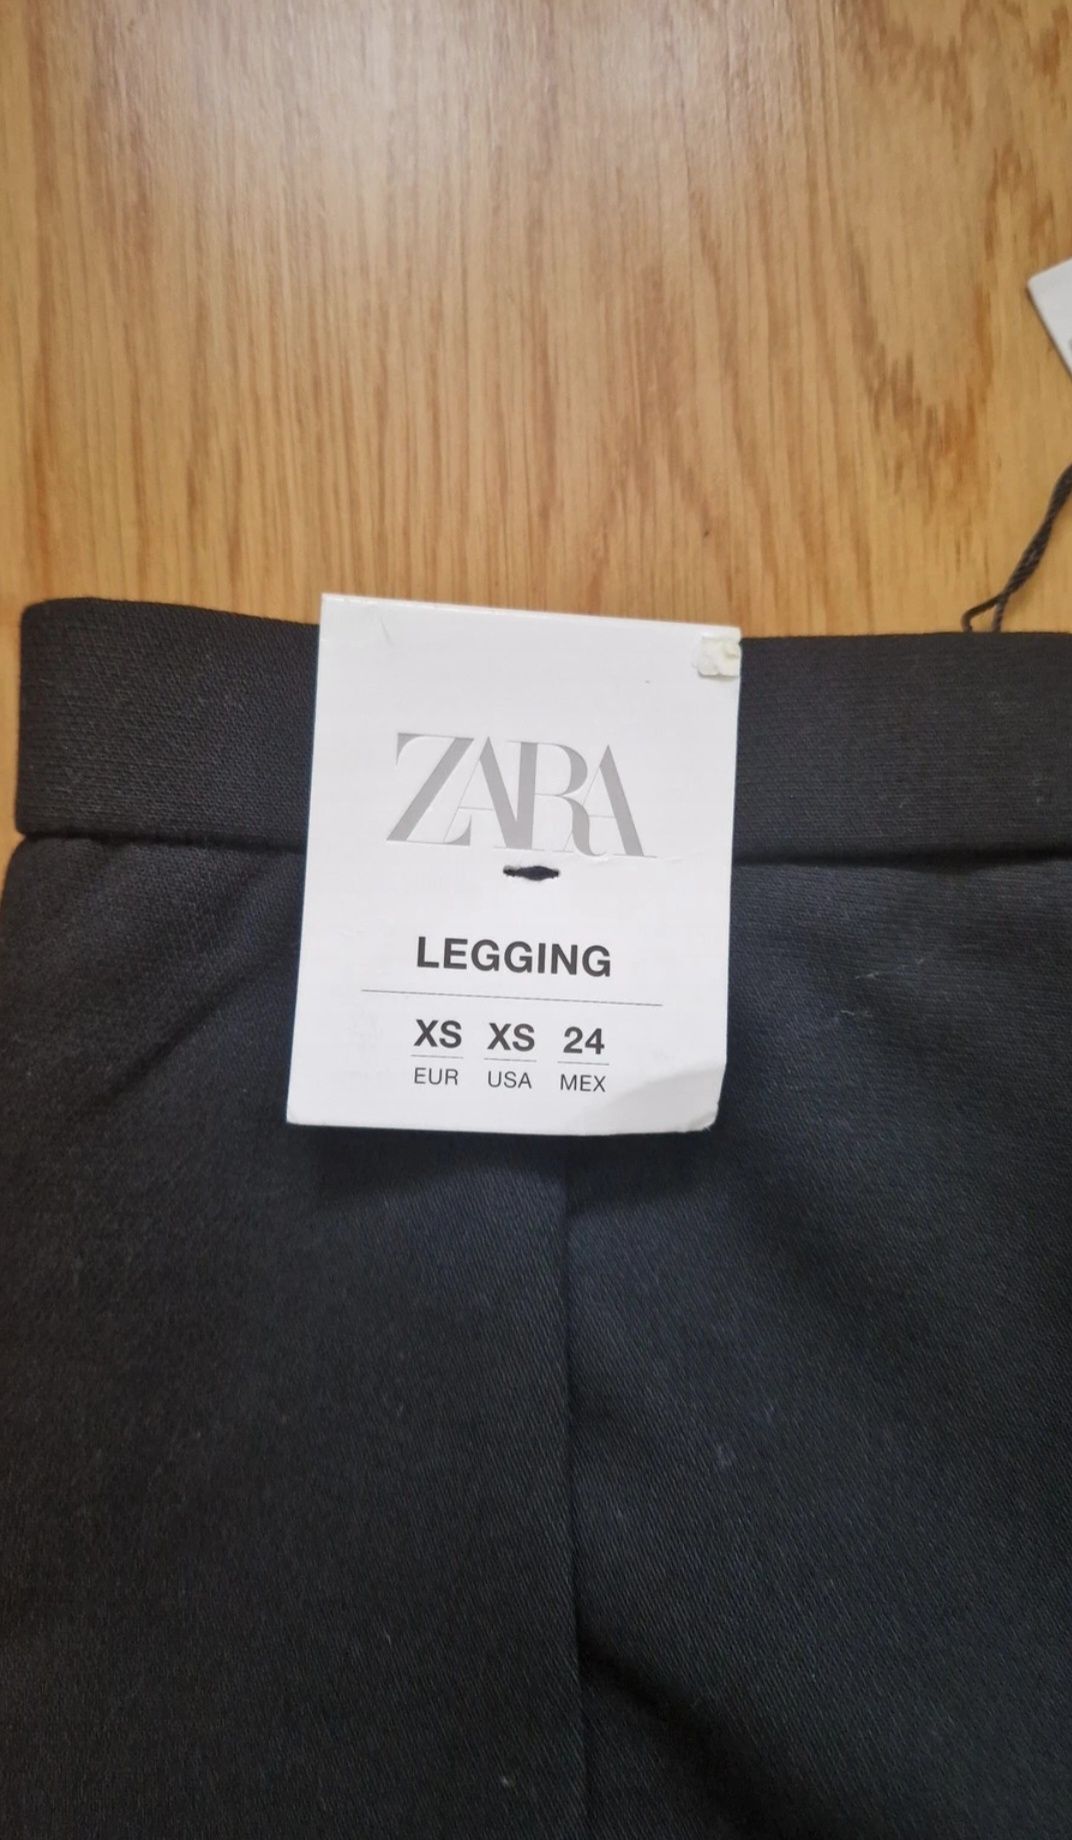 ZARA
LEGGING
XS XS 24
EUR USA MEX